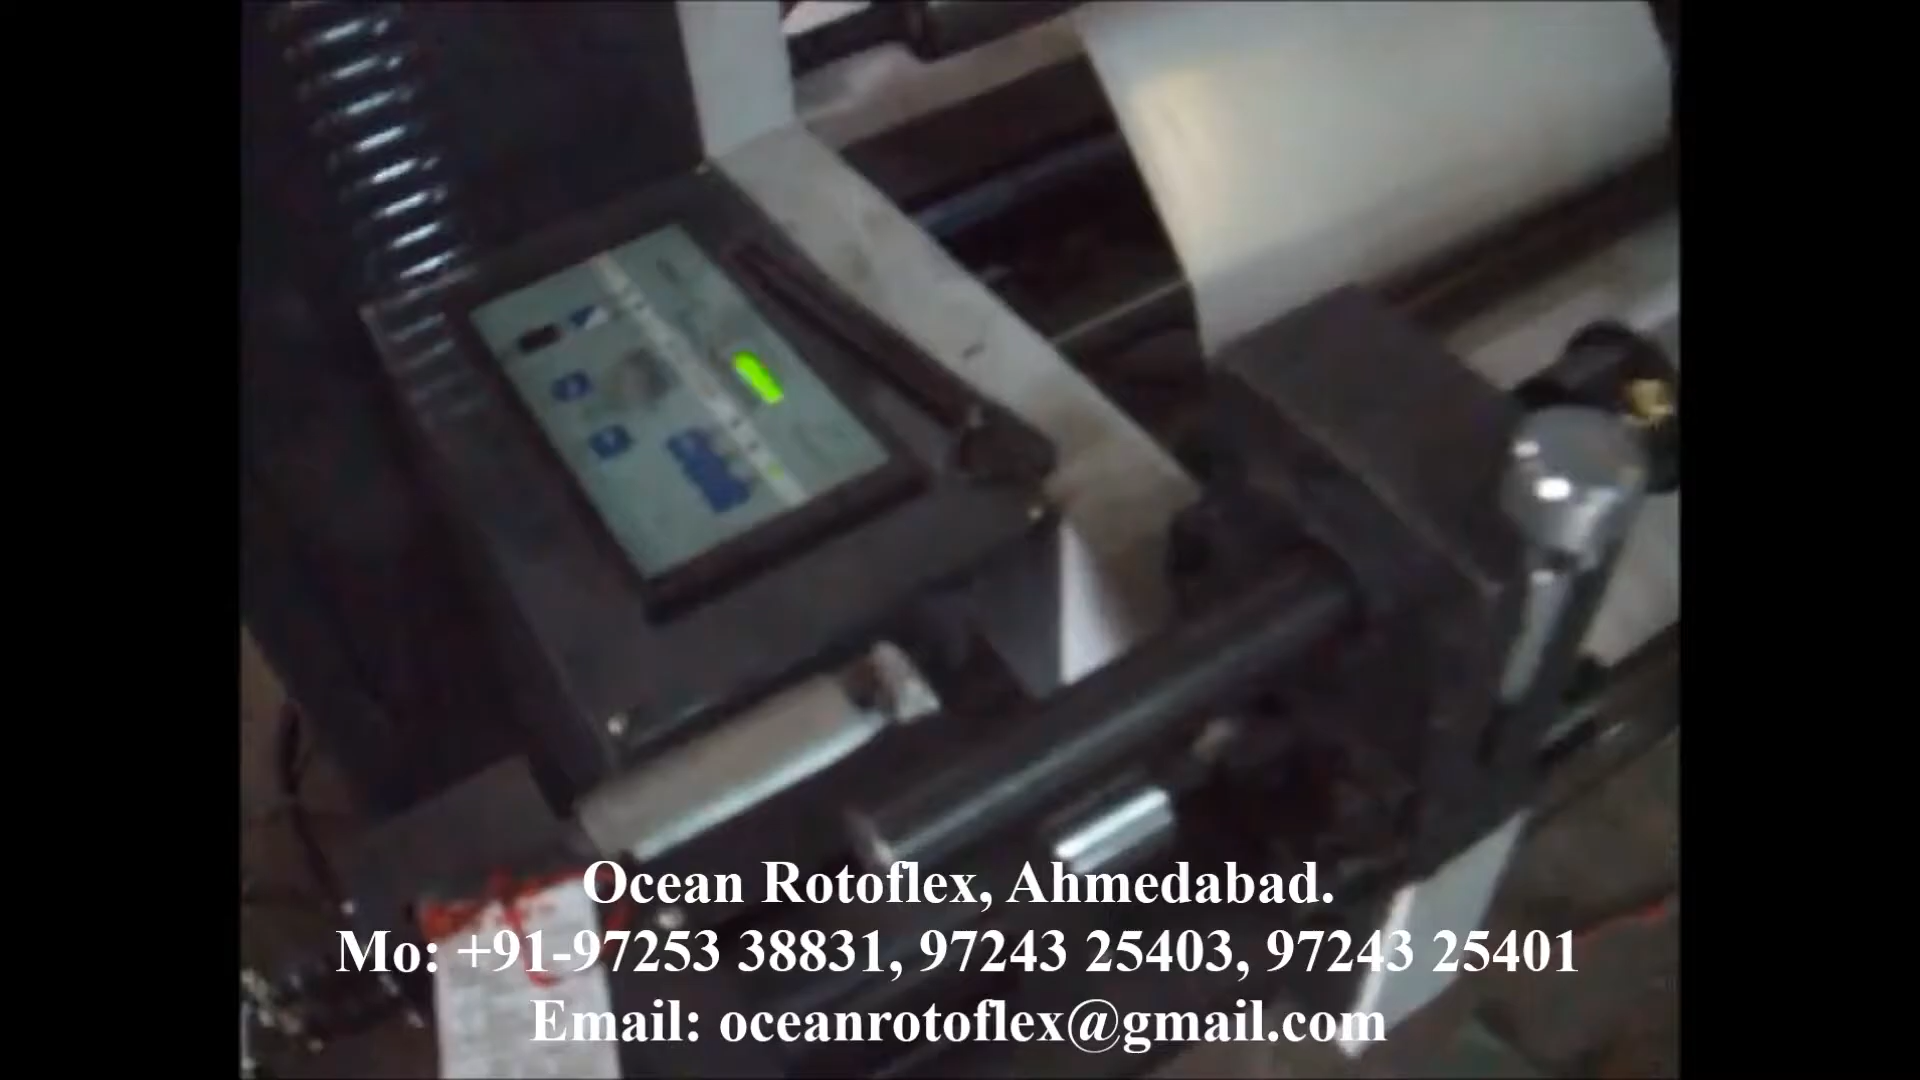 Ocean Rotoflex, Ahmedabad.
Mo: +91-97253 38831, 97243 25403, 97243 25401
Email: oceanrotoflex@gmail.com